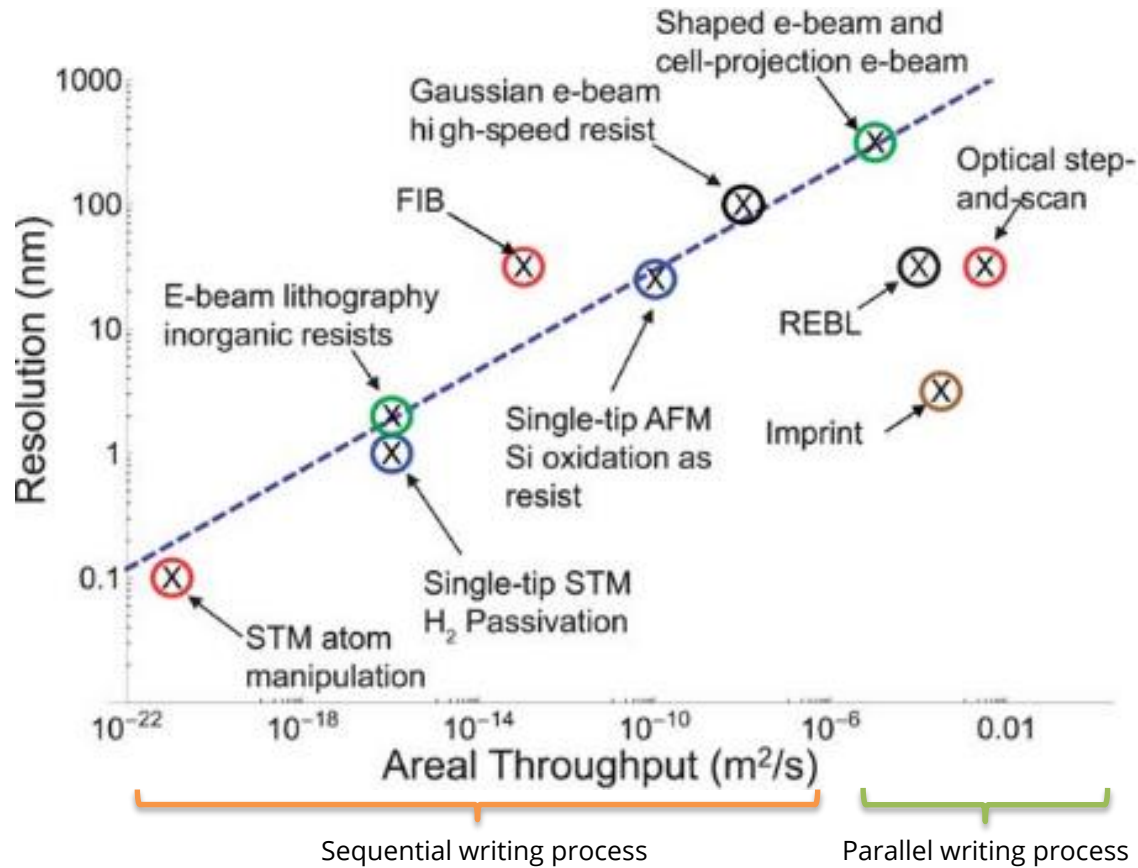 Shaped e-beam and
cell-projection e-beam
1000
Gaussian e-beam
high-speed resist
Optical step-
and-scan
100
FIB
E-beam lithography
inorganic resists
REBL
10
Single-tip AFM
Si oxidation as
resist
Imprint
1
Single-tip STM
H₂ Passivation
0.1
STM atom
manipulation
Resolution (nm)
10⁻²² 10⁻¹⁸ 10⁻¹⁴ 10⁻¹⁰ 10⁻⁶ 0.01
Areal Throughput (m²/s)
Sequential writing process Parallel writing process